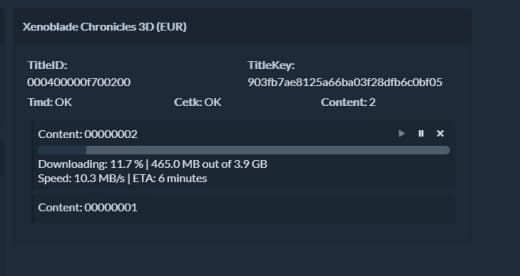 Xenoblade Chronicles 3D (EUR)
TitleID:
000400000f700200
TitleKey:
903fb7ae8125a66ba03f28dfb6c0bf05
Tmd: OK
Cetk: OK
Content: 2
Content: 00000002
Downloading: 11.7 % | 465.0 MB out of 3.9 GB
Speed: 10.3 MB/s | ETA: 6 minutes
Content: 00000001